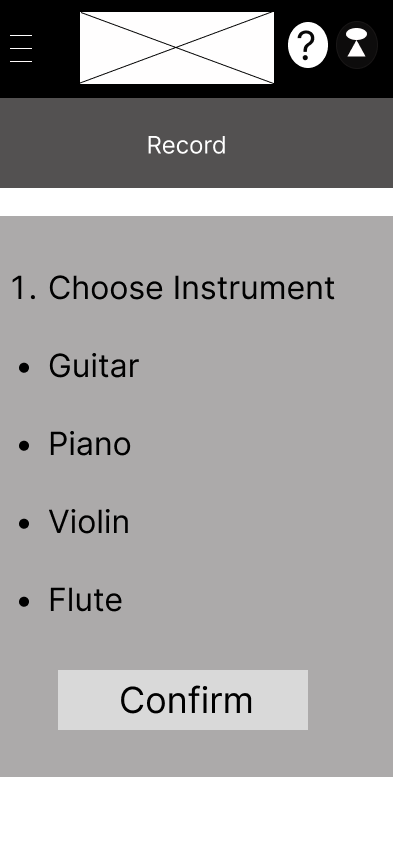 ?
Record
1. Choose Instrument
• Guitar
• Piano
• Violin
• Flute
Confirm